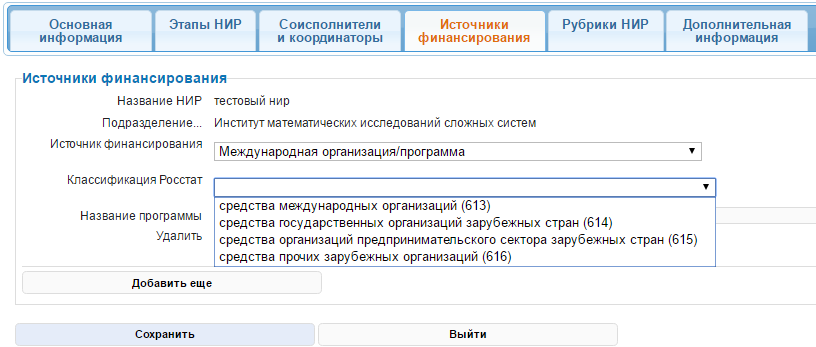 Основная
информация
Этапы НИР
Соисполнители
и координаторы
Источники
финансирования
Рубрики НИР
Дополнительная
информация
Источники финансирования
Название НИР тестовый нир
Подразделение... Институт математических исследований сложных систем
Источник финансирования Международная организация/программа
Классификация Росстат
средства международных организаций (613)
Название программы средства государственных организаций зарубежных стран (614)
Удалить средства организаций предпринимательского сектора зарубежных стран (615)
средства прочих зарубежных организаций (616)
Добавить еще
Сохранить Выйти